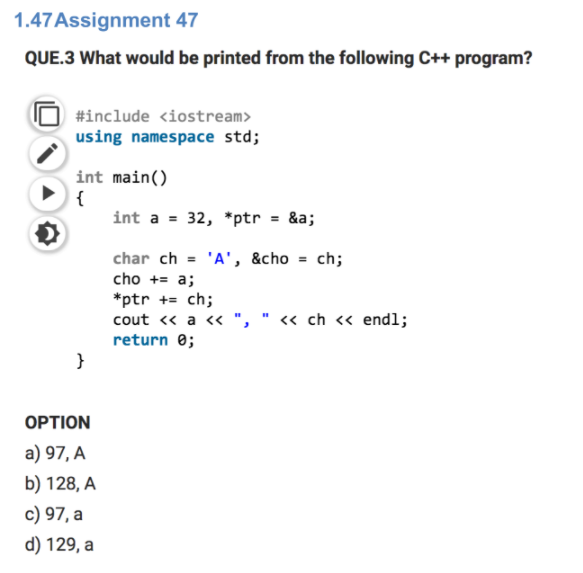 1.47Assignment 47
QUE.3 What would be printed from the following C++ program?
#include <iostream>
using namespace std;
int main()
{
int a = 32, *ptr = &a;
char ch = 'A', &cho = ch;
cho += a;
*ptr += ch;
cout << a << ", " << ch << endl;
return 0;
}
OPTION
a) 97, A
b) 128, A
c) 97, a
d) 129, a